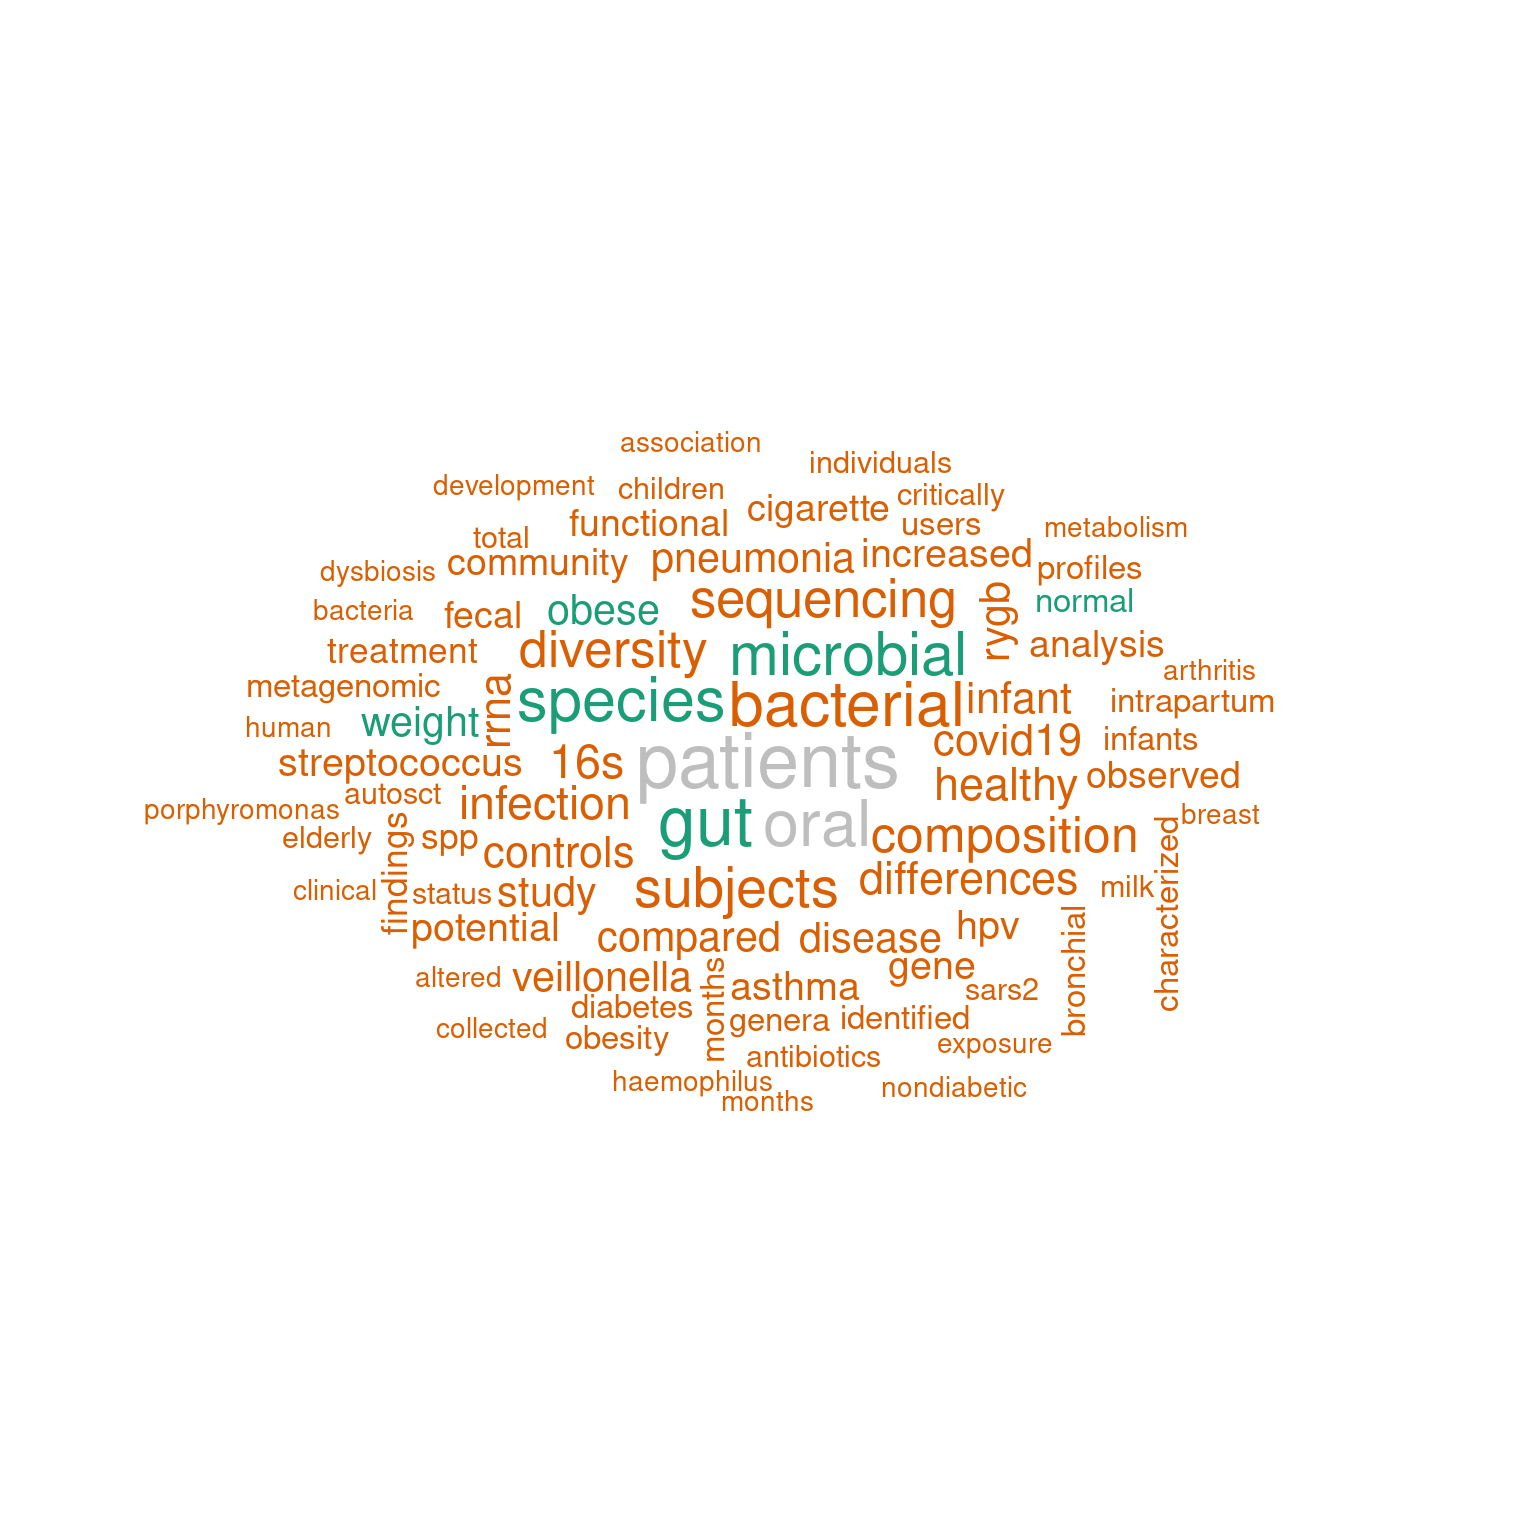 association
individuals
development
children
critically
cigarette
functional
users
metabolism
total
community
pneumonia
increased
dysbiosis
profiles
bacteria
fecal
obese
sequencing
rygb
normal
treatment
diversity
microbial
analysis
arthritis
metagenomic
rrna
species
bacterial
infant
intrapartum
human
weight
covid19
infants
streptococcus
16s
patients
healthy
observed
porphyromonas
autosct
infection
gut
oral
composition
breast
elderly
findings
spp
controls
characterized
clinical
status
study
subjects
differences
milk
potential
compared
disease
hpv
bronchial
altered
veillonella
months
asthma
gene
sars2
diabetes
genera
identified
collected
obesity
antibiotics
exposure
haemophilus
nondiabetic
months